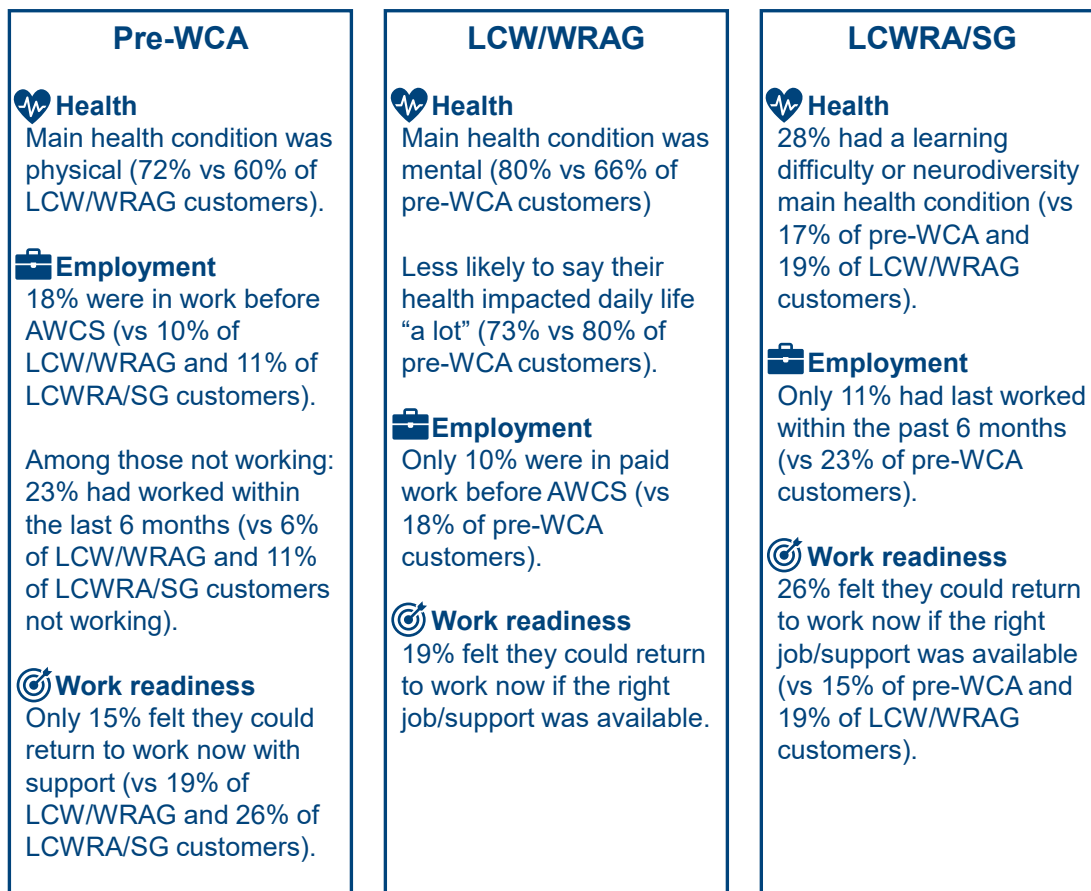 Pre-WCA
Health
Main health condition was
physical (72% vs 60% of
LCW/WRAG customers).
Employment
18% were in work before
AWCS (vs 10% of
LCW/WRAG and 11% of
LCWRA/SG customers).
Among those not working:
23% had worked within
the last 6 months (vs 6%
of LCW/WRAG and 11%
of LCWRA/SG customers
not working).
Work readiness
Only 15% felt they could
return to work now with
support (vs 19% of
LCW/WRAG and 26% of
LCWRA/SG customers).
LCW/WRAG
Health
Main health condition was
mental (80% vs 66% of
pre-WCA customers)
Less likely to say their
health impacted daily life
“a lot” (73% vs 80% of
pre-WCA customers).
Employment
Only 10% were in paid
work before AWCS (vs
18% of pre-WCA
customers).
Work readiness
19% felt they could return
to work now if the right
job/support was available.
LCWRA/SG
Health
28% had a learning
difficulty or neurodiversity
main health condition (vs
17% of pre-WCA and
19% of LCW/WRAG
customers).
Employment
Only 11% had last worked
within the past 6 months
(vs 23% of pre-WCA
customers).
Work readiness
26% felt they could return
to work now if the right
job/support was available
(vs 15% of pre-WCA and
19% of LCW/WRAG
customers).